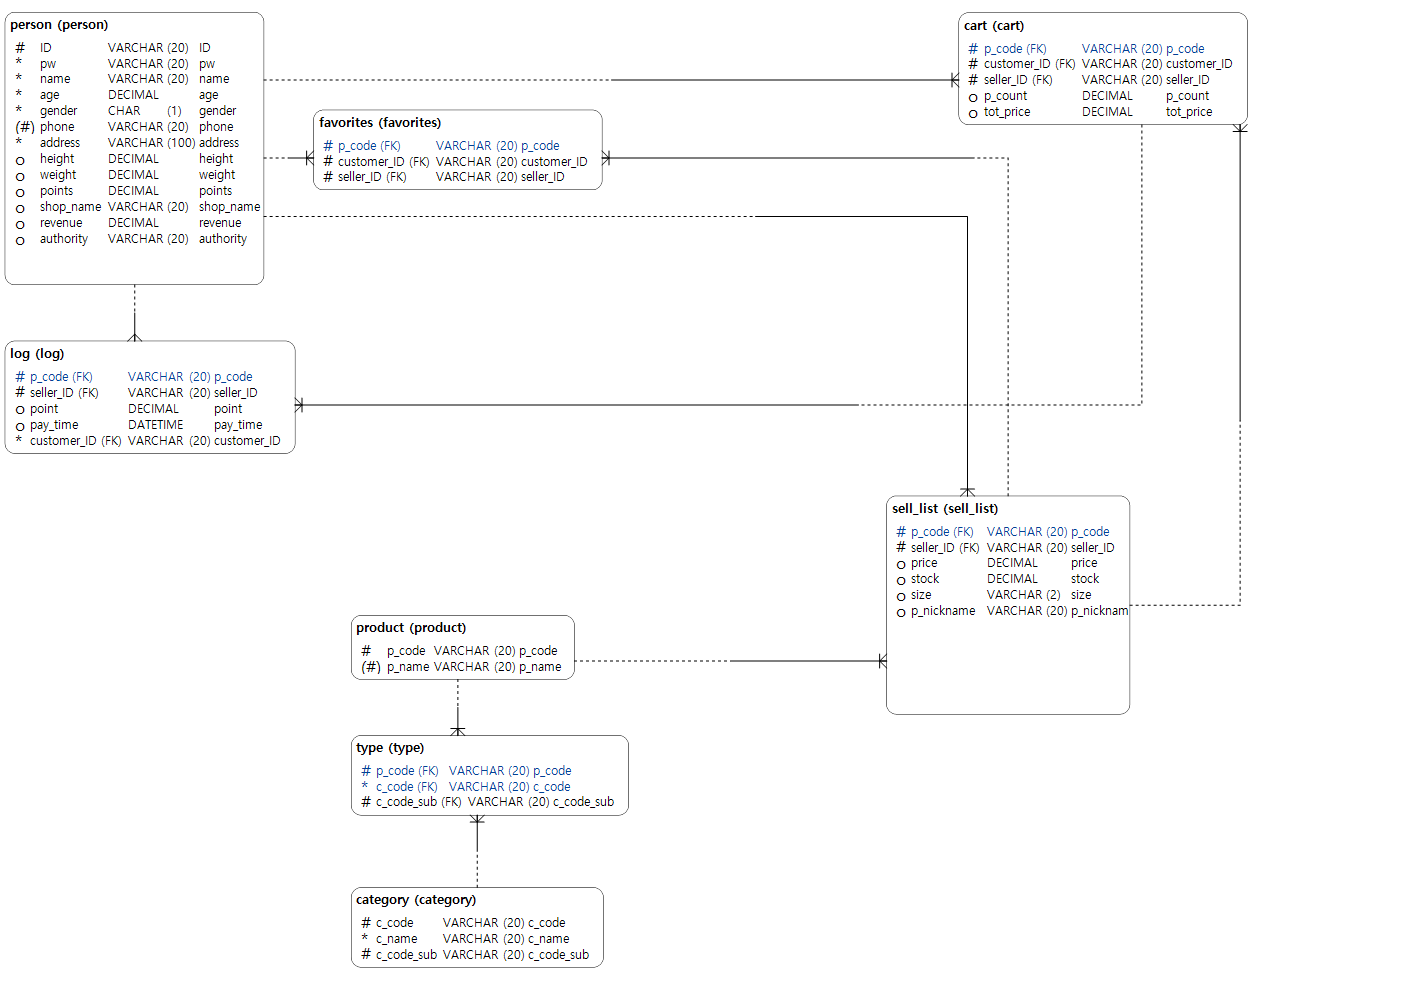 person (person)
# ID VARCHAR (20) ID
* pw VARCHAR (20) pw
* name VARCHAR (20) name
* age DECIMAL age
* gender CHAR (1) gender
(#) phone VARCHAR (20) phone
* address VARCHAR (100) address
o height DECIMAL height
o weight DECIMAL weight
o points DECIMAL points
o shop_name VARCHAR (20) shop_name
o revenue DECIMAL revenue
o authority VARCHAR (20) authority
cart (cart)
# p_code (FK) VARCHAR (20) p_code
# customer_ID (FK) VARCHAR (20) customer_ID
# seller_ID (FK) VARCHAR (20) seller_ID
o p_count DECIMAL p_count
o tot_price DECIMAL tot_price
favorites (favorites)
# p_code (FK) VARCHAR (20) p_code
# customer_ID (FK) VARCHAR (20) customer_ID
# seller_ID (FK) VARCHAR (20) seller_ID
log (log)
# p_code (FK) VARCHAR (20) p_code
# seller_ID (FK) VARCHAR (20) seller_ID
o point DECIMAL point
o pay_time DATETIME pay_time
* customer_ID (FK) VARCHAR (20) customer_ID
sell_list (sell_list)
# p_code (FK) VARCHAR (20) p_code
# seller_ID (FK) VARCHAR (20) seller_ID
o price DECIMAL price
o stock DECIMAL stock
o size VARCHAR (2) size
o p_nickname VARCHAR (20) p_nicknam
product (product)
# p_code VARCHAR (20) p_code
(#) p_name VARCHAR (20) p_name
type (type)
# p_code (FK) VARCHAR (20) p_code
* c_code (FK) VARCHAR (20) c_code
# c_code_sub (FK) VARCHAR (20) c_code_sub
category (category)
# c_code VARCHAR (20) c_code
* c_name VARCHAR (20) c_name
# c_code_sub VARCHAR (20) c_code_sub